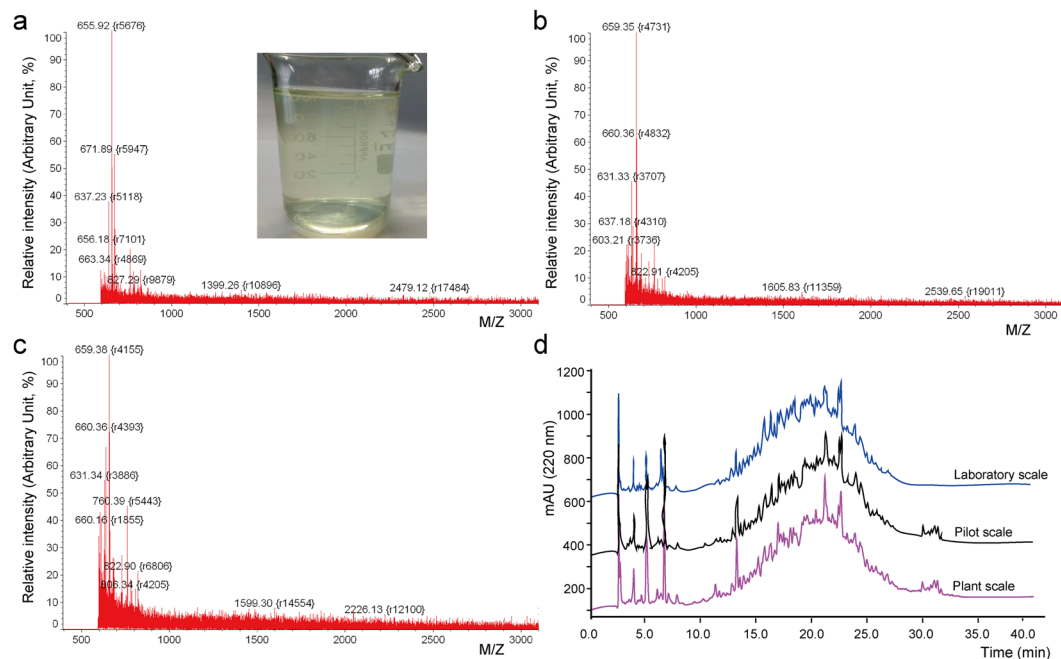 a
655.92 {r5676}
671.89 {r5947}
637.23 {r5118}
656.18 {r7101}
663.34 {r4869}
827.29 {r9879}
1399.26 {r10896}
2479.12 {r17484}
Relative intensity (Arbitrary Unit, %)
100
90
80
70
60
50
40
30
20
10
0
500 1000 1500 2000 2500 3000
M/Z
b
659.35 {r4731}
660.36 {r4832}
631.33 {r3707}
637.18 {r4310}
603.21 {r3736}
822.91 {r4205}
1605.83 {r11359}
2539.65 {r19011}
Relative intensity (Arbitrary Unit, %)
100
90
80
70
60
50
40
30
20
10
0
500 1000 1500 2000 2500 3000
M/Z
c
659.38 {r4155}
660.36 {r4393}
631.34 {r3886}
760.39 {r5443}
660.16 {r1855}
822.90 {r6806}
806.34 {r4205}
1599.30 {r14554}
2226.13 {r12100}
Relative intensity (Arbitrary Unit, %)
100
90
80
70
60
50
40
30
20
10
0
500 1000 1500 2000 2500 3000
M/Z
d
mAU (220 nm)
1200
1000
800
600
400
200
Laboratory scale
Pilot scale
Plant scale
0.0 5.0 10.0 15.0 20.0 30.0 40.0
Time (min)